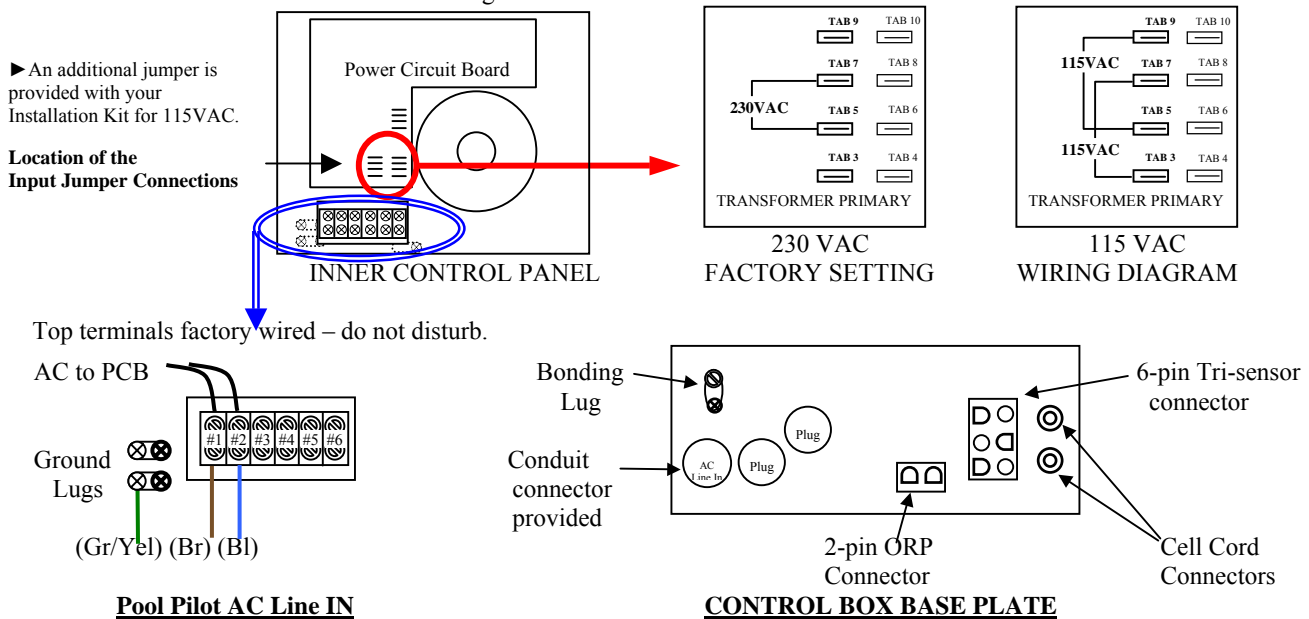 ►An additional jumper is
provided with your
Installation Kit for 115VAC.
Location of the
Input Jumper Connections
Power Circuit Board
INNER CONTROL PANEL
TAB 9 TAB 10
TAB 7 TAB 8
230VAC
TAB 5 TAB 6
TAB 3 TAB 4
TRANSFORMER PRIMARY
230 VAC
FACTORY SETTING
TAB 9 TAB 10
115VAC
TAB 7 TAB 8
TAB 5 TAB 6
115VAC
TAB 3 TAB 4
TRANSFORMER PRIMARY
115 VAC
WIRING DIAGRAM
Top terminals factory wired – do not disturb.
AC to PCB
#1 #2 #3 #4 #5 #6
Ground
Lugs
(Gr/Yel) (Br) (Bl)
Pool Pilot AC Line IN
Bonding
Lug
Conduit
connector
provided
AC
Line In
Plug
Plug
6-pin Tri-sensor
connector
2-pin ORP
Connector
Cell Cord
Connectors
CONTROL BOX BASE PLATE